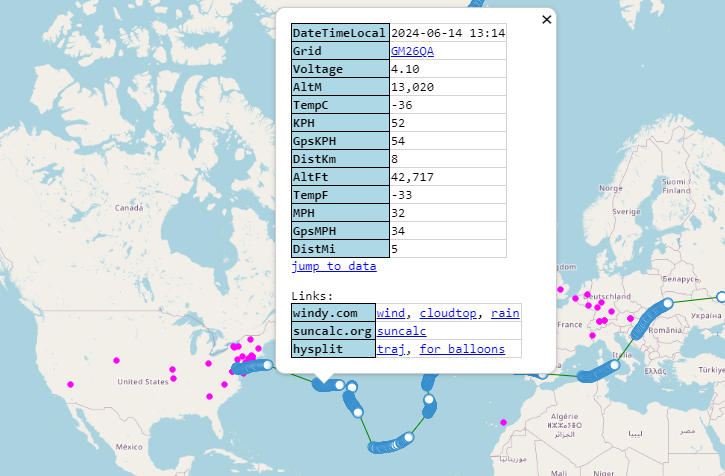 ×
DateTimeLocal 2024-06-14 13:14
Grid GM26QA
Voltage 4.10
AltM 13,020
TempC -36
KPH 52
GpsKPH 54
DistKm 8
AltFt 42,717
TempF -33
MPH 32
GpsMPH 34
DistMi 5
jump to data
Links:
windy.com wind, cloudtop, rain
suncalc.org suncalc
hysplit traj, for balloons
Canada
Norge
Suomi /
Finland
Sverige
dom
Беларусь
Deutschland
France
Україна
România
Italia
Ελλάς
Türkiye
United States
México
Algérie
الجزائر
ليبيا
مصر
موريتانيا